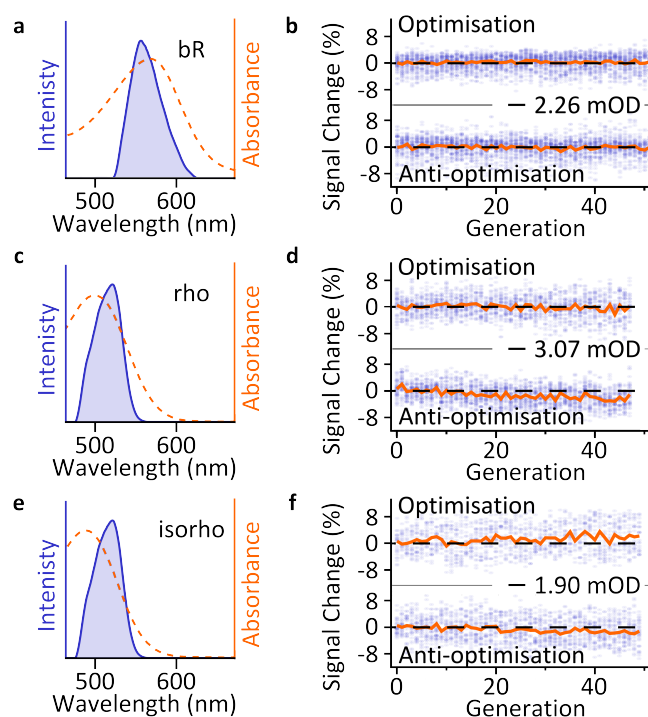 a
bR
Intenisty
Absorbance
500 600
Wavelength (nm)
b
Optimisation
8
0
-8
2.26 mOD
8
0
-8
Anti-optimisation
Signal Change (%)
0 20 40
Generation
c
rho
Intenisty
Absorbance
500 600
Wavelength (nm)
d
Optimisation
8
0
-8
3.07 mOD
8
0
-8
Anti-optimisation
Signal Change (%)
0 20 40
Generation
e
isorho
Intenisty
Absorbance
500 600
Wavelength (nm)
f
Optimisation
8
0
-8
1.90 mOD
8
0
-8
Anti-optimisation
Signal Change (%)
0 20 40
Generation